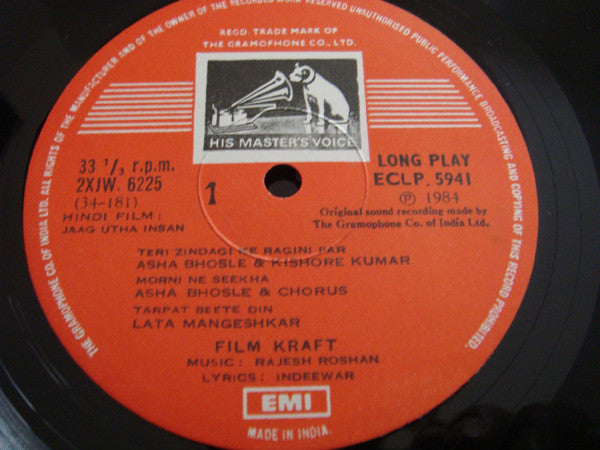 THE GRAMOPHONE CO. OF INDIA LTD. ALL RIGHTS OF THE MANUFACTURER AND OF THE OWNER OF THE RECORDED WORK RESERVED UNAUTHORISED PUBLIC PERFORMANCE BROADCASTING AND COPYING OF THIS RECORD PROHIBITED.
REGD. TRADE MARK OF
THE GRAMOPHONE CO., LTD.
HIS MASTER'S VOICE
33 1/3 r.p.m.
2XJW. 6225
(34-181)
HINDI FILM :
JAAG UTHA INSAN
1
LONG PLAY
ECLP. 5941
Ⓟ 1984
Original sound recording made by
The Gramophone Co. of India Ltd.
TERI ZINDAGI KE RAGINI PAR
ASHA BHOSLE & KISHORE KUMAR
MORNI NE SEEKHA
ASHA BHOSLE & CHORUS
TARPAT BEETE DIN
LATA MANGESHKAR
FILM KRAFT
MUSIC : RAJESH ROSHAN
LYRICS : INDEEWAR
EMI
MADE IN INDIA.